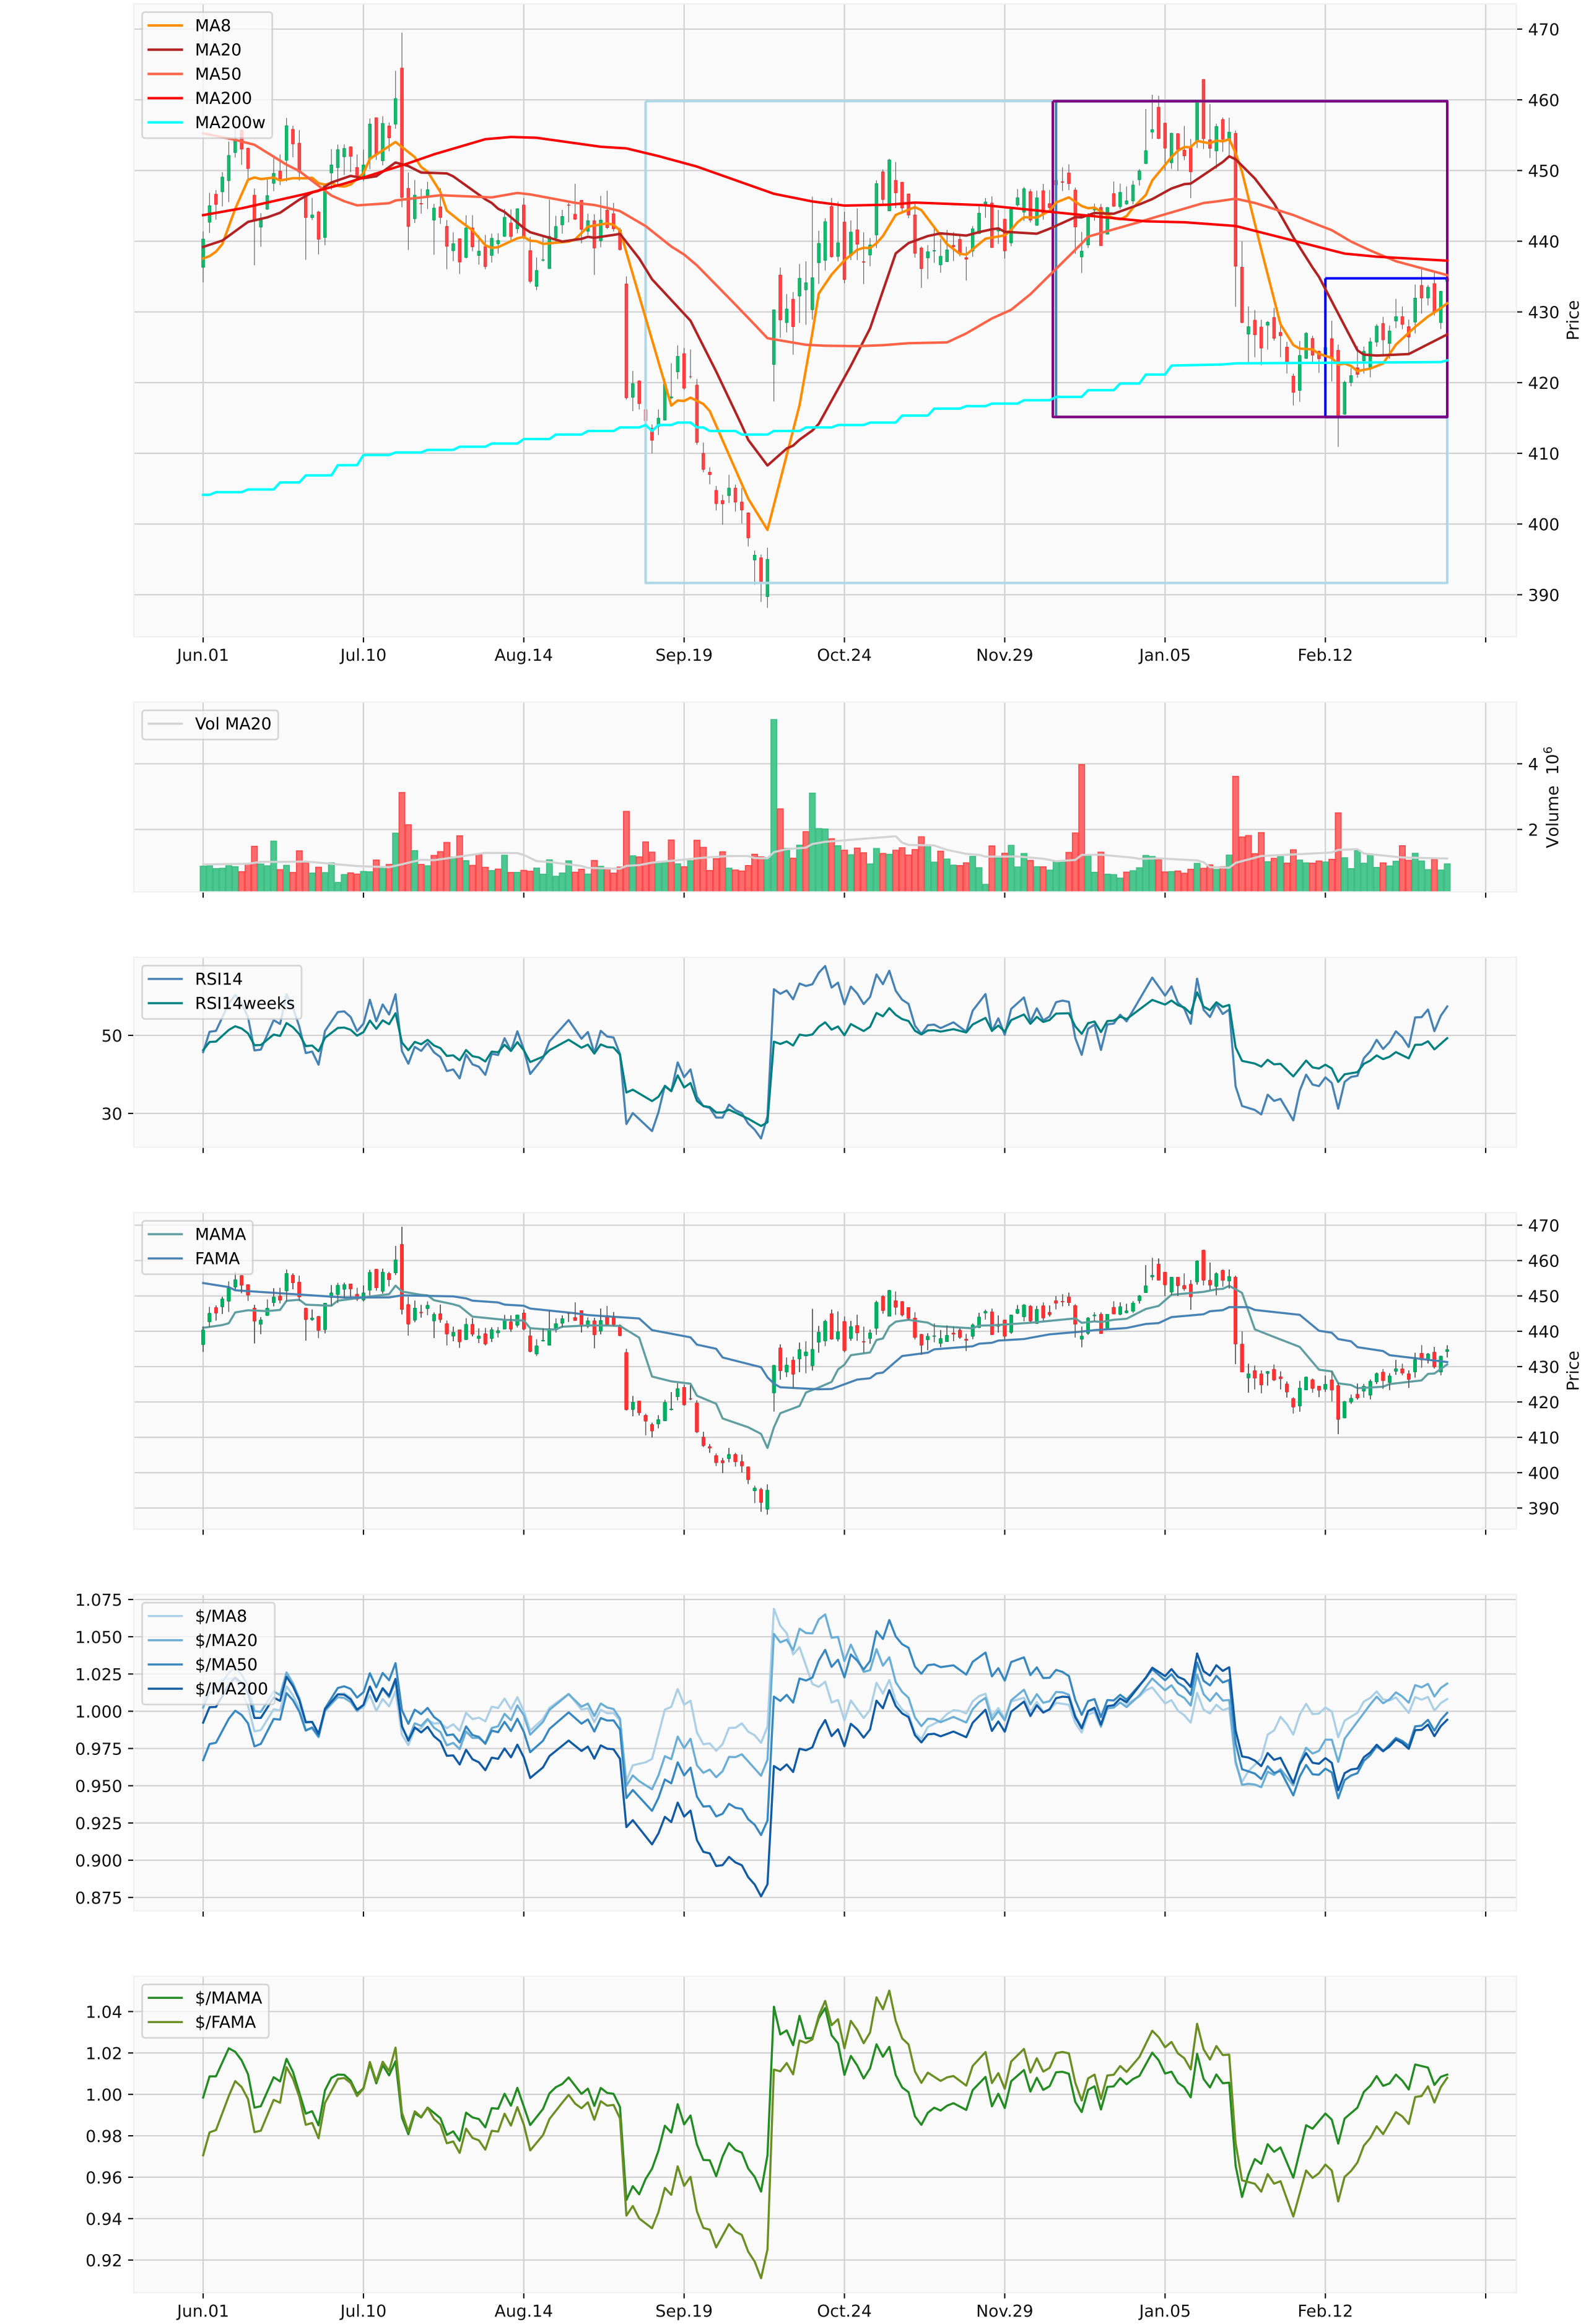 MA8
MA20
MA50
MA200
MA200w
470
460
450
440
430
420
410
400
390
Price
Jun.01 Jul.10 Aug.14 Sep.19 Oct.24 Nov.29 Jan.05 Feb.12
Vol MA20
4
2
Volume 10⁶
RSI14
RSI14weeks
50
30
MAMA
FAMA
470
460
450
440
430
420
410
400
390
Price
1.075
1.050
1.025
1.000
0.975
0.950
0.925
0.900
0.875
$/MA8
$/MA20
$/MA50
$/MA200
1.04
1.02
1.00
0.98
0.96
0.94
0.92
$/MAMA
$/FAMA
Jun.01 Jul.10 Aug.14 Sep.19 Oct.24 Nov.29 Jan.05 Feb.12